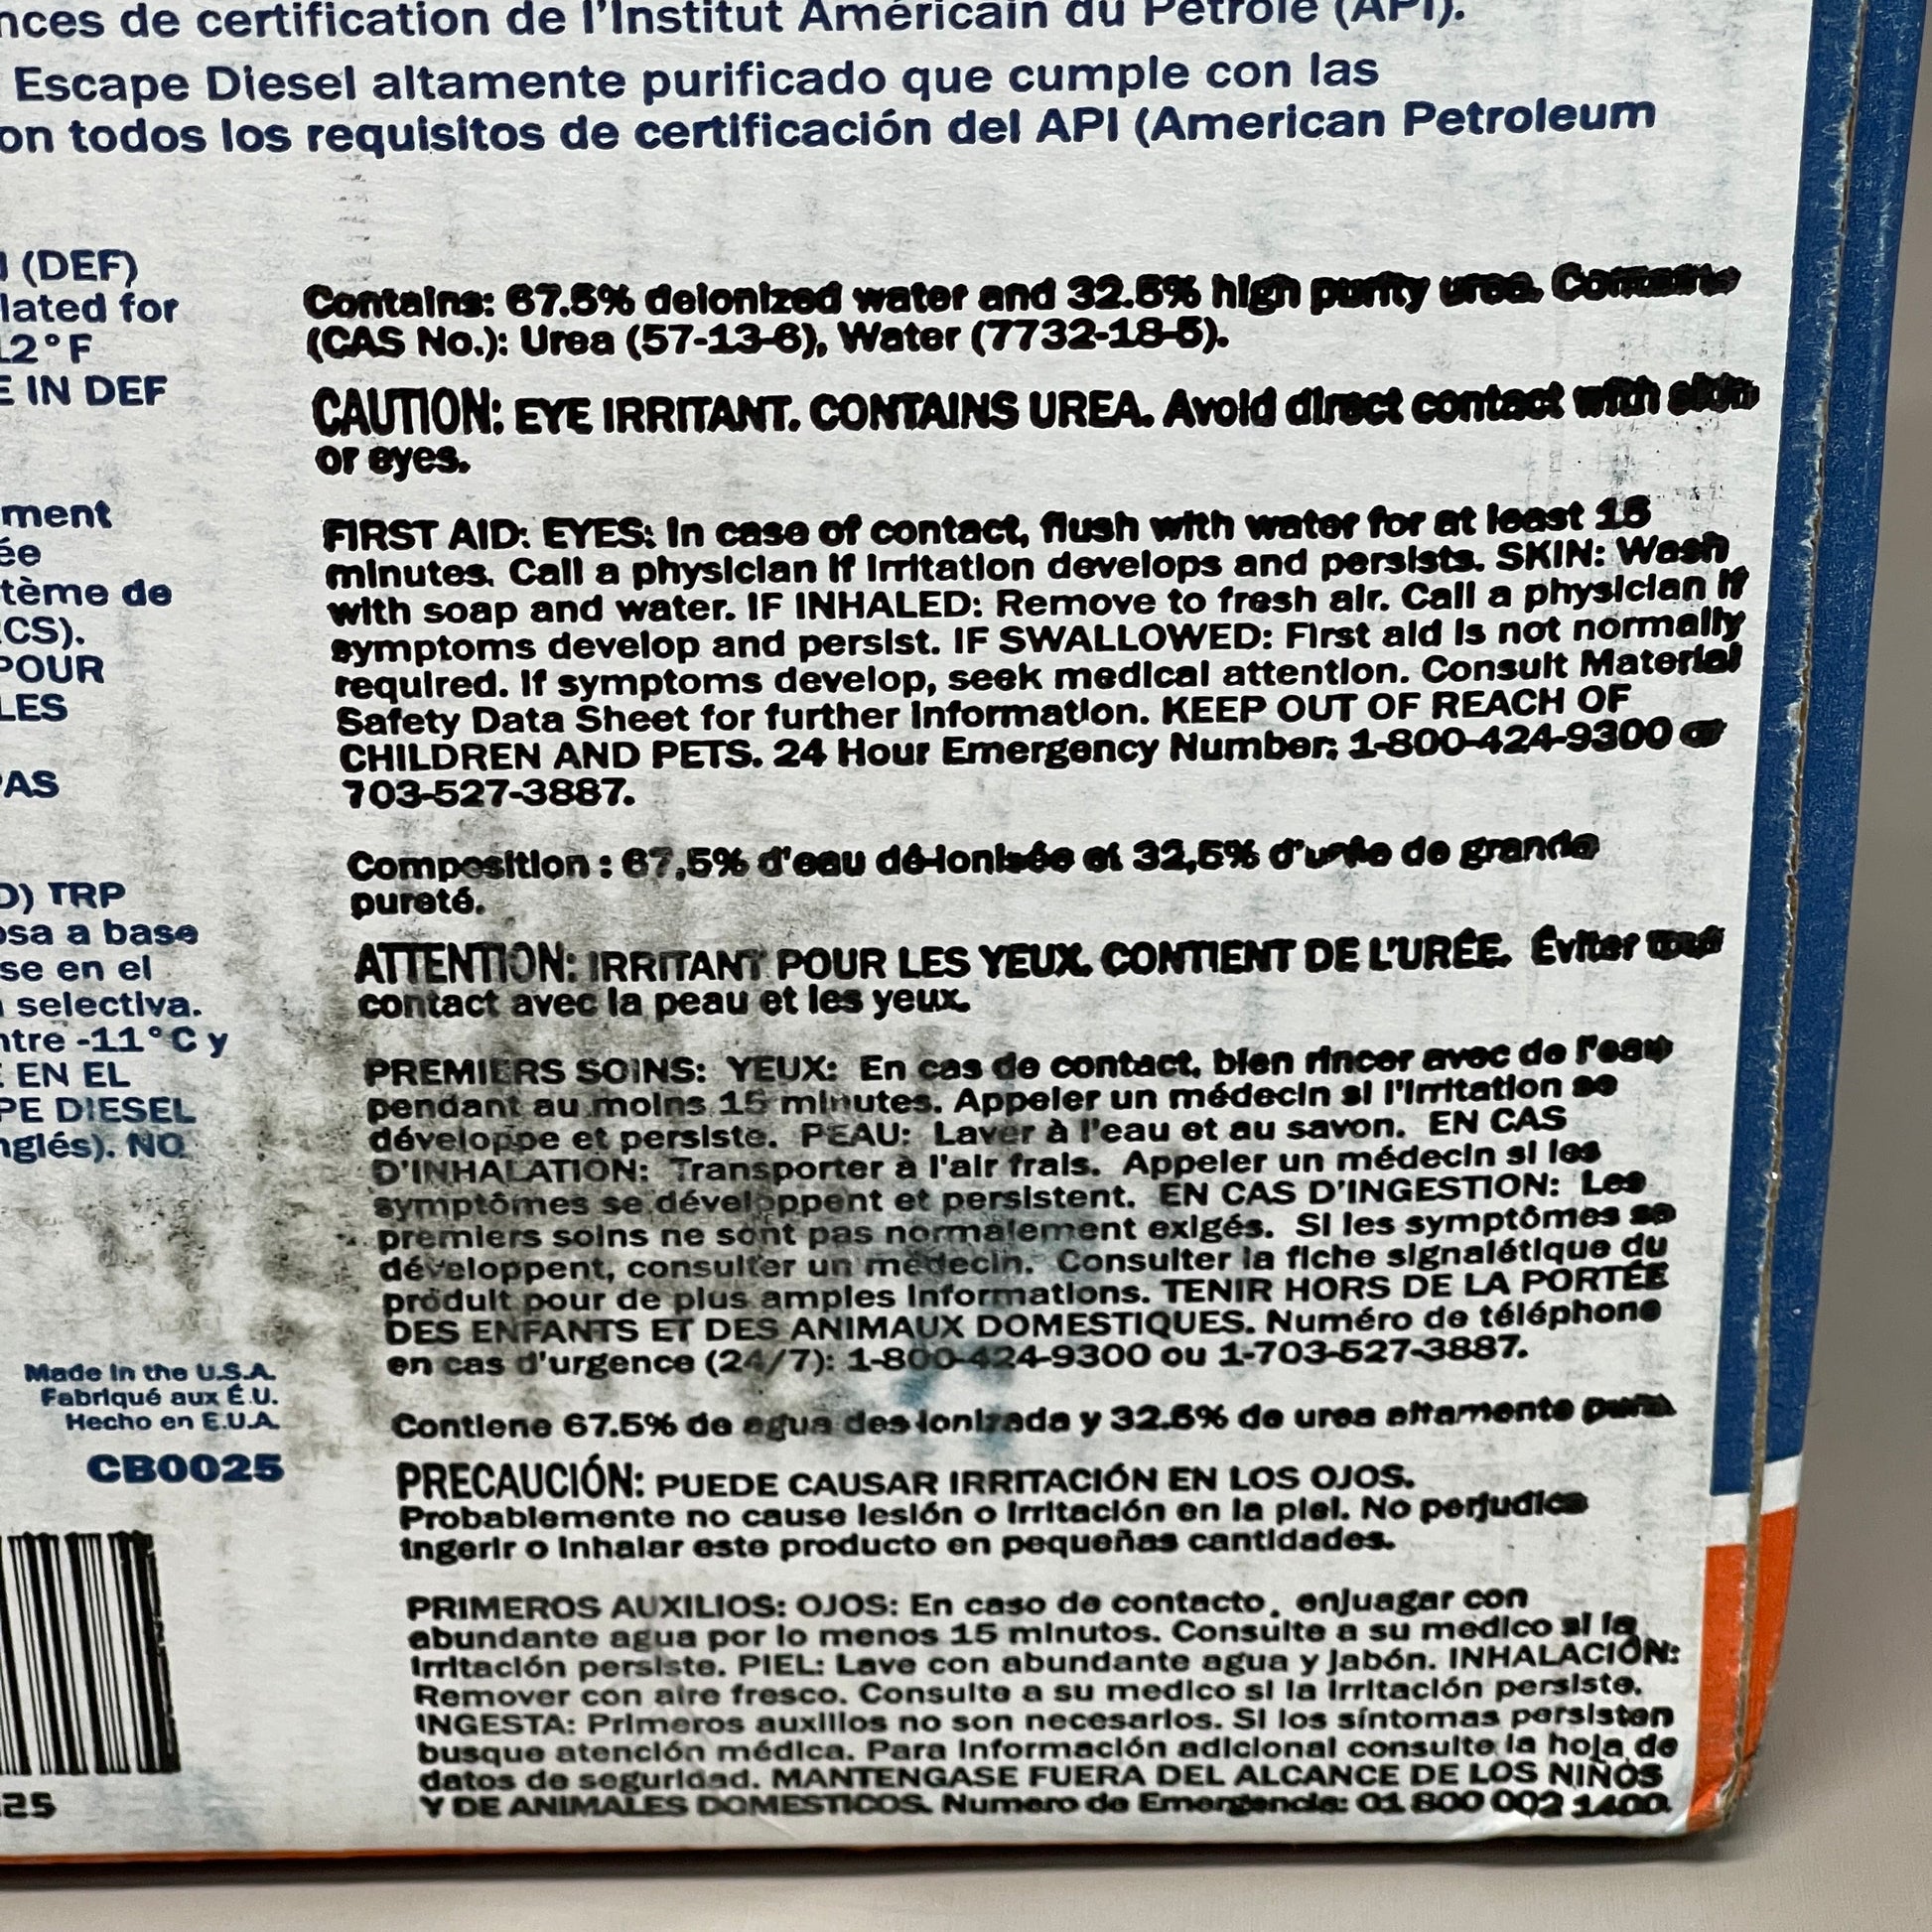 nces de certification de l'Institut Américain du Pétrole (API).
Escape Diesel altamente purificado que cumple con las
on todos los requisitos de certificación del API (American Petroleum
(DEF)
lated for
12°F
E IN DEF
ment
ée
tème de
CS).
POUR
LES
PAS
D) TRP
osa a base
se en el
selectiva.
ntre -11°C y
EN EL
PE DIESEL
nglés). NO
Made in the U.S.A.
Fabriqué aux É.U.
Hecho en E.U.A.
CB0025
25
Contains: 67.5% deionized water and 32.5% high purity urea.
(CAS No.): Urea (57-13-6), Water (7732-18-5).
CAUTION: EYE IRRITANT. CONTAINS UREA. Avoid direct contact with skin
or eyes.
FIRST AID: EYES: In case of contact, flush with water for at least 15
minutes. Call a physician if irritation develops and persists. SKIN: Wash
with soap and water. IF INHALED: Remove to fresh air. Call a physician if
symptoms develop and persist. IF SWALLOWED: First aid is not normally
required. If symptoms develop, seek medical attention. Consult Material
Safety Data Sheet for further information. KEEP OUT OF REACH OF
CHILDREN AND PETS. 24 Hour Emergency Number: 1-800-424-9300 or
703-527-3887.
Composition : 67,5% d'eau dé-ionisée et 32,5% d'urée de grande
pureté.
ATTENTION: IRRITANT POUR LES YEUX. CONTIENT DE L'URÉE. Éviter tout
contact avec la peau et les yeux.
PREMIERS SOINS: YEUX: En cas de contact, bien rincer avec de l'eau
pendant au moins 15 minutes. Appeler un médecin si l'irritation se
développe et persiste. PEAU: Laver à l'eau et au savon. EN CAS
D'INHALATION: Transporter à l'air frais. Appeler un médecin si les
symptômes se développent et persistent. EN CAS D'INGESTION: Les
premiers soins ne sont pas normalement exigés. Si les symptômes se
développent, consulter un médecin. Consulter la fiche signalétique du
produit pour de plus amples informations. TENIR HORS DE LA PORTÉE
DES ENFANTS ET DES ANIMAUX DOMESTIQUES. Numéro de téléphone
en cas d'urgence (24/7): 1-800-424-9300 ou 1-703-527-3887.
Contiene 67.5% de agua des ionizada y 32.5% de urea altamente pura.
PRECAUCIÓN: PUEDE CAUSAR IRRITACIÓN EN LOS OJOS.
Probablemente no cause lesión o irritación en la piel. No perjudica
ingerir o inhalar este producto en pequeñas cantidades.
PRIMEROS AUXILIOS: OJOS: En caso de contacto, enjuagar con
abundante agua por lo menos 15 minutos. Consulte a su medico si la
irritación persiste. PIEL: Lave con abundante agua y jabón. INHALACIÓN:
Remover con aire fresco. Consulte a su medico si la irritación persiste.
INGESTA: Primeros auxilios no son necesarios. Si los síntomas persisten
busque atención médica. Para información adicional consulte la hoja de
datos de seguridad. MANTENGASE FUERA DEL ALCANCE DE LOS NIÑOS
Y DE ANIMALES DOMESTICOS. Numero de Emergencia: 01 800 002 1400.